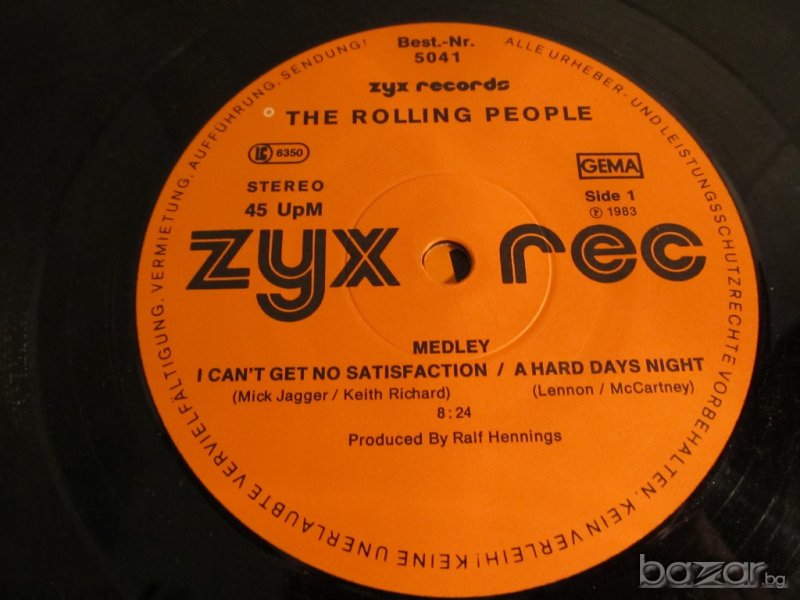 Best.-Nr.
5041
zyx records
THE ROLLING PEOPLE
LC 6350
GEMA
STEREO
45 UpM
Side 1
Ⓟ 1983
zyx rec
MEDLEY
I CAN'T GET NO SATISFACTION / A HARD DAYS NIGHT
(Mick Jagger / Keith Richard)
(Lennon / McCartney)
8:24
Produced By Ralf Hennings
ALLE URHEBER- UND LEISTUNGSSCHUTZRECHTE VORBEHALTEN. KEIN VERLEIH! KEINE UNERLAUBTE VERVIELFÄLTIGUNG, VERMIETUNG, AUFFÜHRUNG, SENDUNG!
bazar.bg